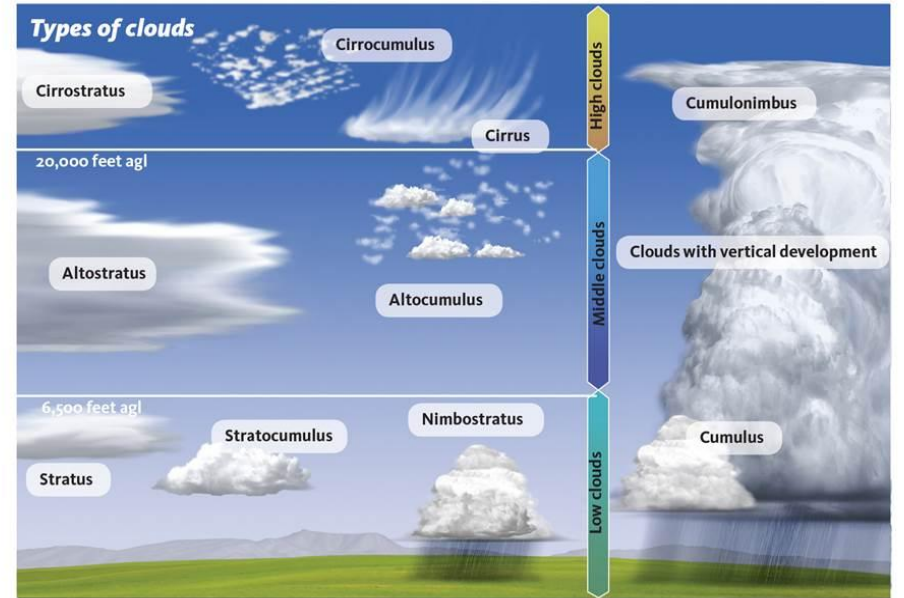 Types of clouds
Cirrocumulus
Cirrostratus
Cirrus
High clouds
Cumulonimbus
20,000 feet agl
Altostratus
Altocumulus
Middle clouds
Clouds with vertical development
6,500 feet agl
Stratus
Stratocumulus
Nimbostratus
Low clouds
Cumulus